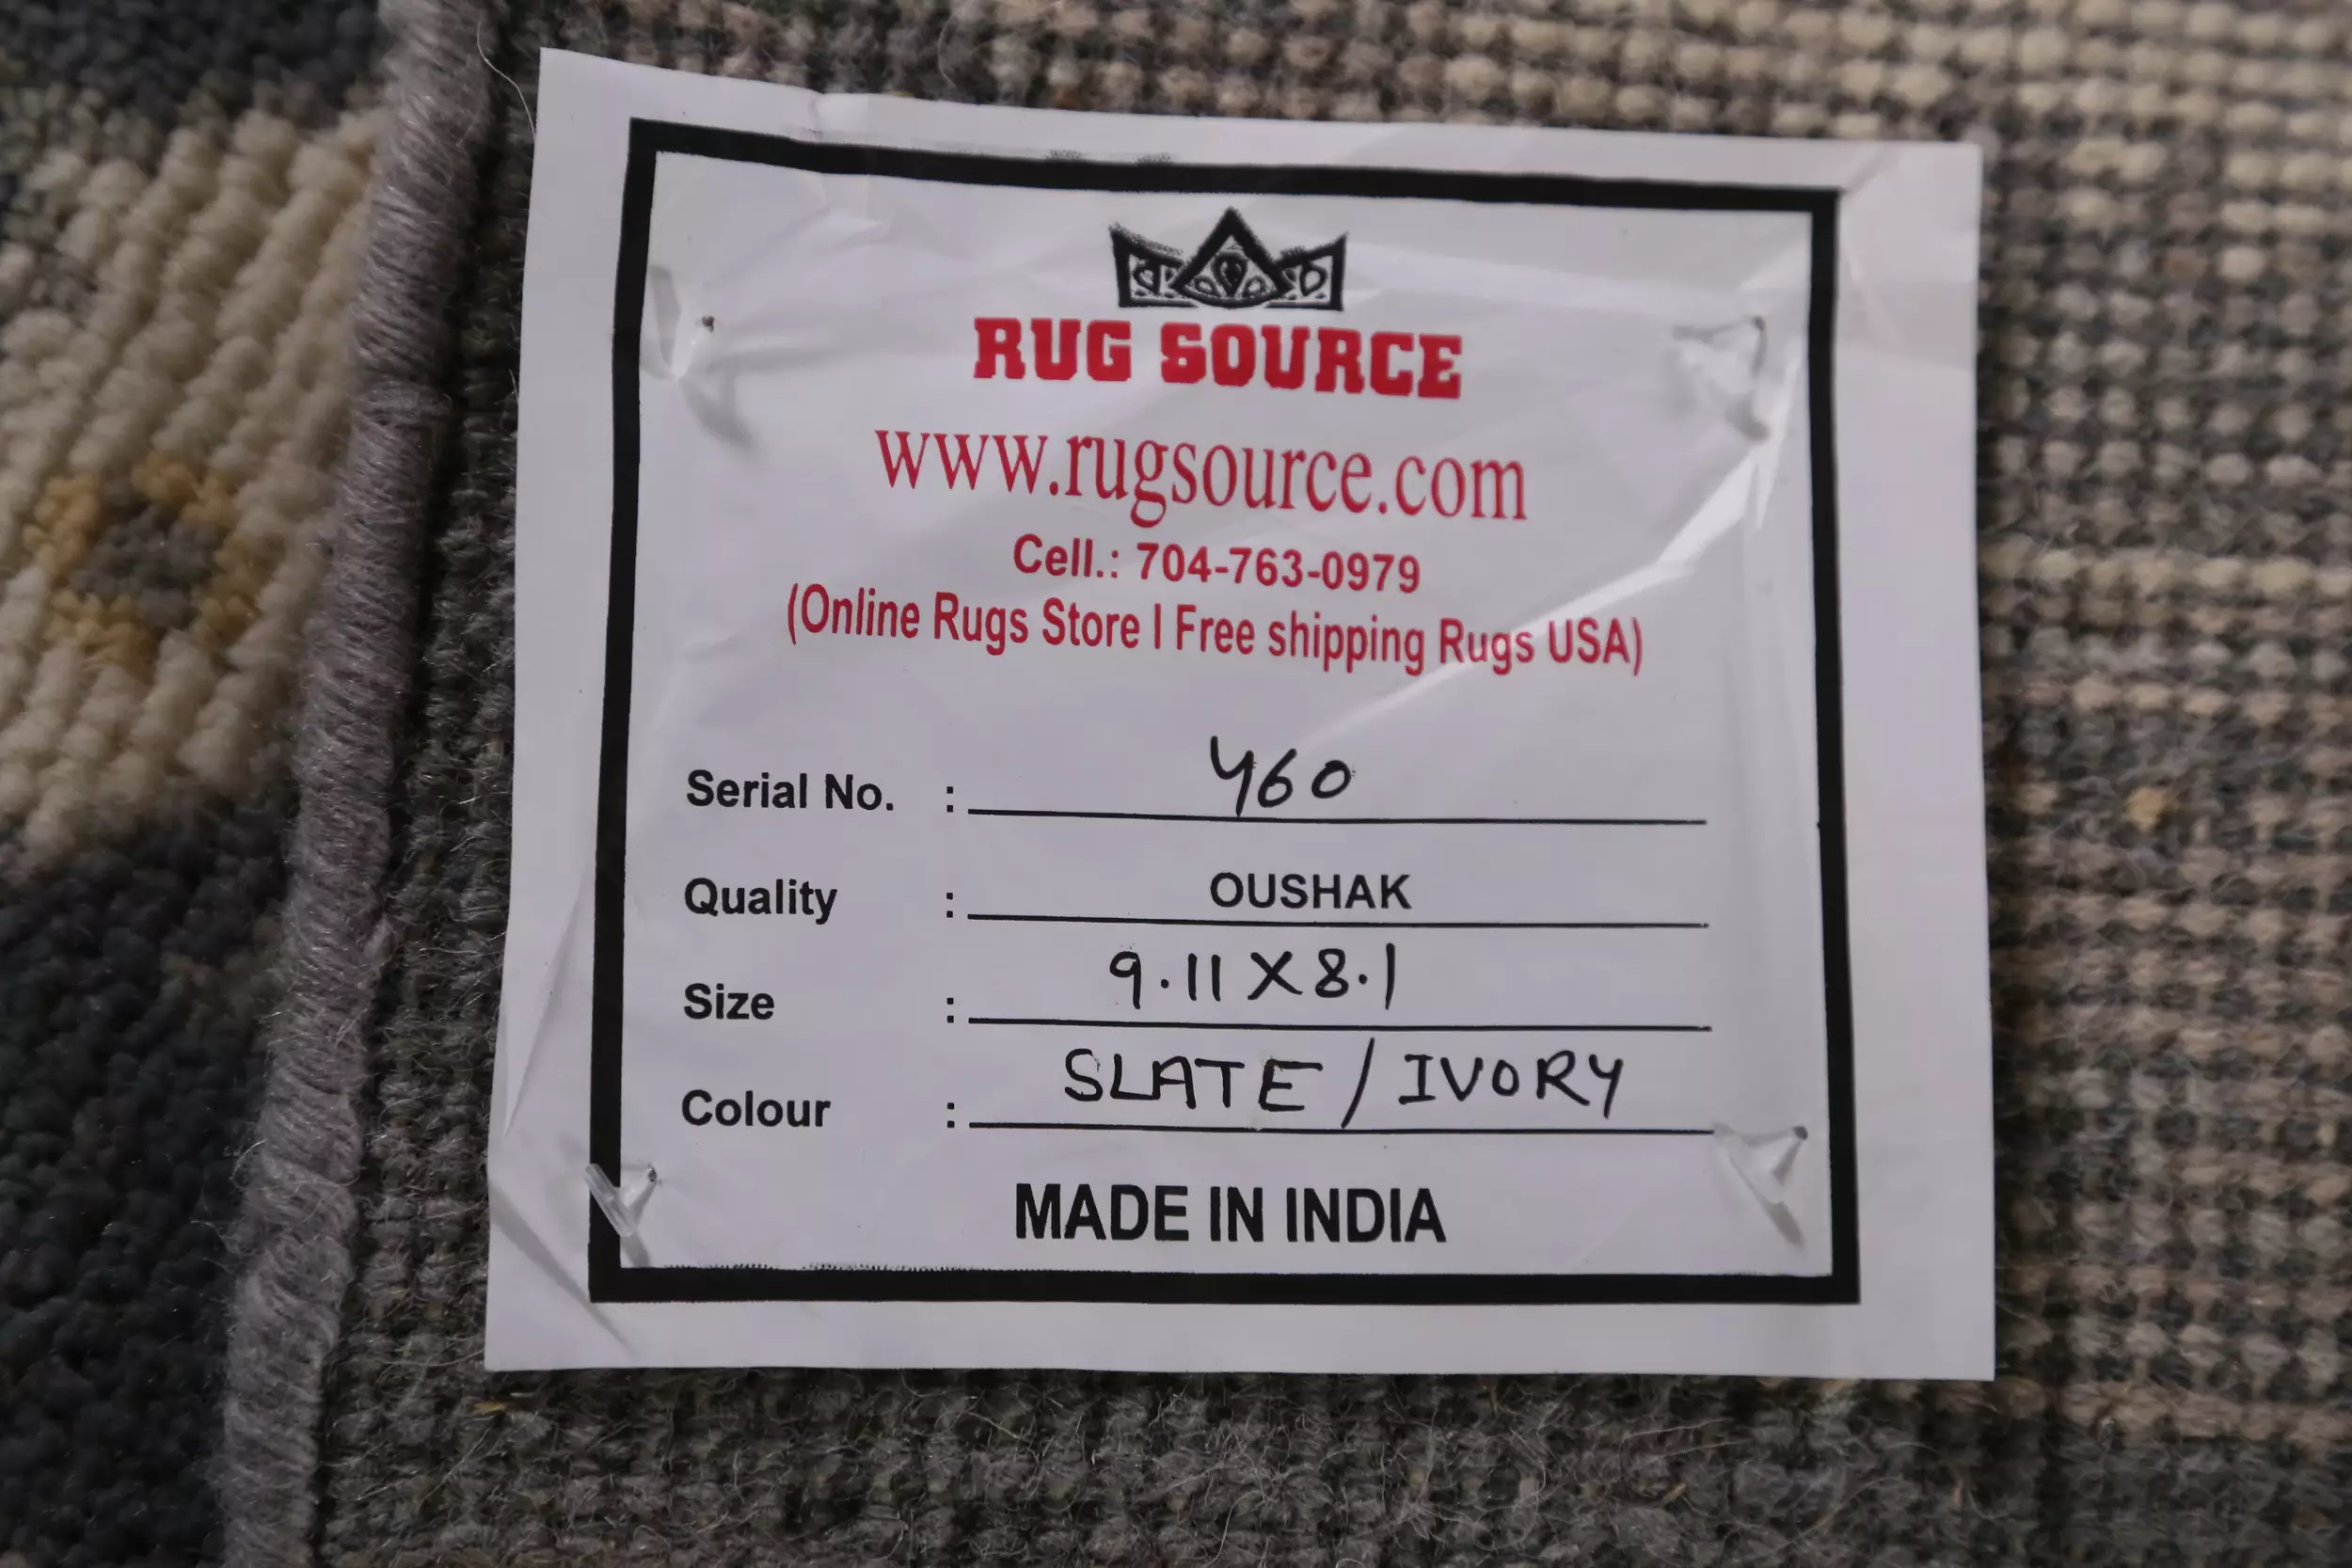 RUG SOURCE
www.rugsource.com
Cell.: 704-763-0979
(Online Rugs Store I Free shipping Rugs USA)
Serial No. : 460
Quality : OUSHAK
Size : 9.11 X 8.1
Colour : SLATE / IVORY
MADE IN INDIA